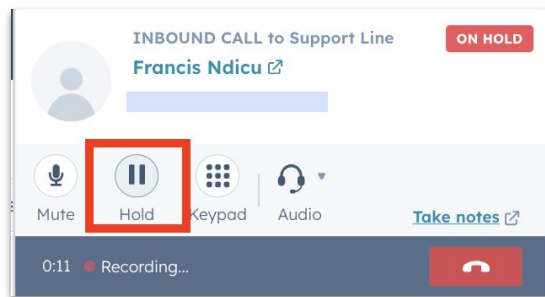 INBOUND CALL to Support Line
ON HOLD
Francis Ndicu
Mute
Hold
Keypad
Audio
Take notes
0:11
Recording...